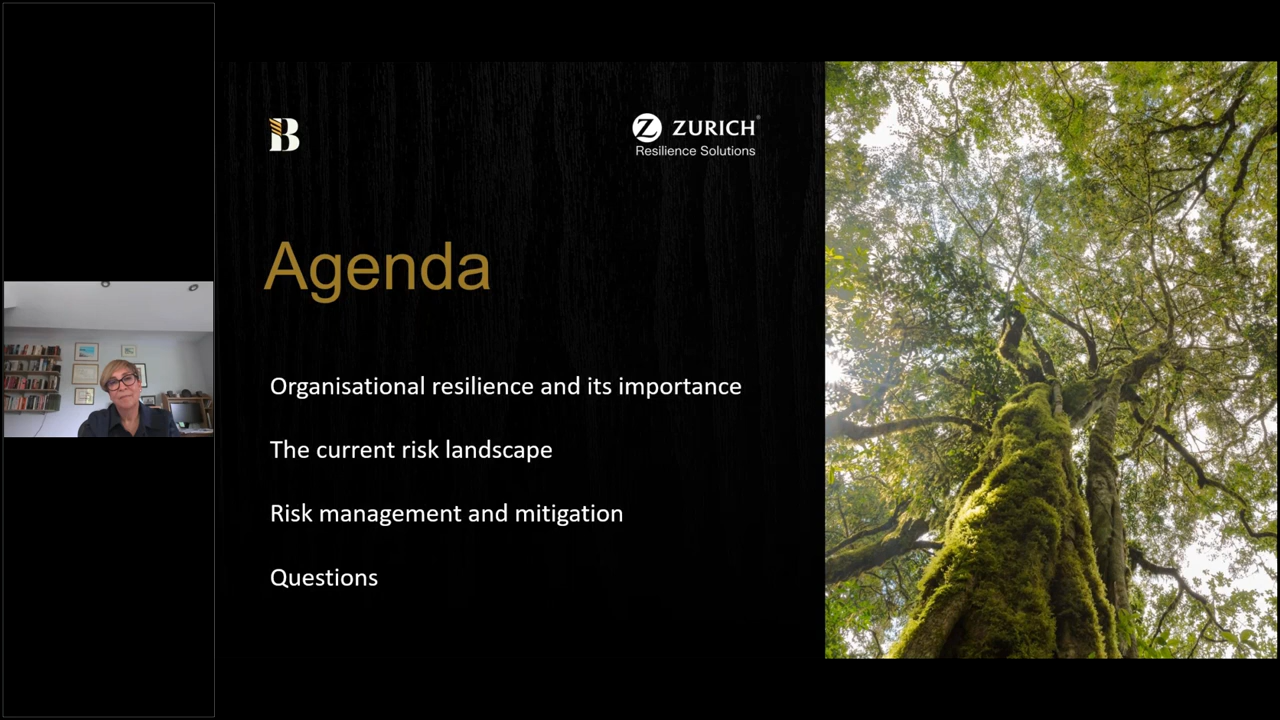 B
ZURICH®
Resilience Solutions
Agenda
Organisational resilience and its importance
The current risk landscape
Risk management and mitigation
Questions